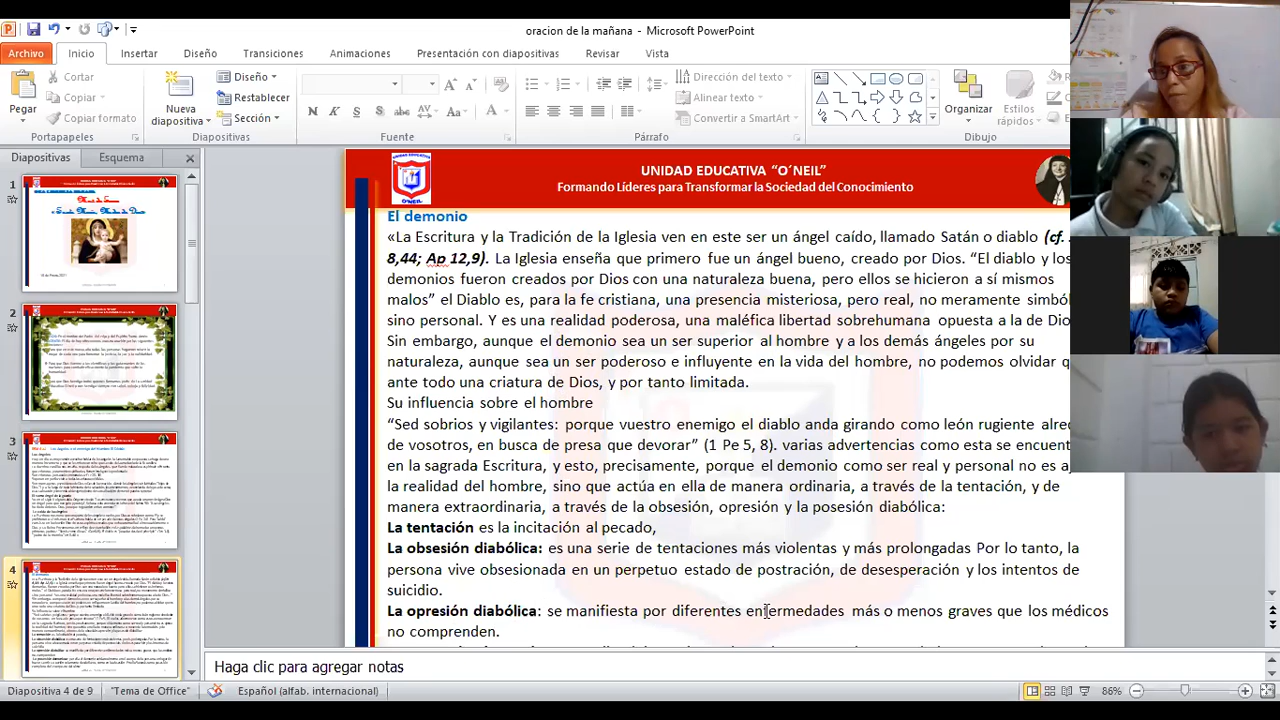 oracion de la mañana - Microsoft PowerPoint
Archivo Inicio Insertar Diseño Transiciones Animaciones Presentación con diapositivas Revisar Vista
Cortar
Copiar
Copiar formato
Pegar
Portapapeles
Nueva diapositiva
Diseño
Restablecer
Sección
Diapositivas
N K S abc AV Aa A
Fuente
Dirección del texto
Alinear texto
Convertir a SmartArt
Párrafo
Organizar
Estilos rápidos
Dibujo
Diapositivas Esquema
1
2
3
4
UNIDAD EDUCATIVA "O´NEIL"
Formando Líderes para Transformar la Sociedad del Conocimiento
UNIDAD EDUCATIVA
O'NEIL
El demonio
«La Escritura y la Tradición de la Iglesia ven en este ser un ángel caído, llamado Satán o diablo (cf.
8,44; Ap 12,9). La Iglesia enseña que primero fue un ángel bueno, creado por Dios. "El diablo y los
demonios fueron creados por Dios con una naturaleza buena, pero ellos se hicieron a sí mismos
malos" el Diablo es, para la fe cristiana, una presencia misteriosa, pero real, no meramente
sino personal. Y es una realidad poderosa, una maléfica libertad sobrehumana opuesta a la de
Sin embargo, aunque el demonio sea un ser superior al hombre, como los demás ángeles por su
naturaleza, aunque sea un ser poderoso e influyente frente al hombre, no podemos olvidar
ante todo una criatura de Dios, y por tanto limitada.
Su influencia sobre el hombre
"Sed sobrios y vigilantes: porque vuestro enemigo el diablo anda girando como león rugiente
de vosotros, en busca de presa que devorar" (1 Pe 5, 8) varias advertencias como esta se
en la sagrada Escritura. Y esto, precisamente, porque el demonio como ser real y personal no es
la realidad del hombre, sino que actúa en ella de manera ordinaria a través de la tentación, y de
manera extraordinaria, a través de la obsesión, opresión y la posesión diabólica.
La tentación es la incitación al pecado,
La obsesión diabólica: es una serie de tentaciones más violentas y más prolongadas Por lo tanto, la
persona vive obsesionada en un perpetuo estado de postración de desesperación y los intentos de
suicidio.
La opresión diabólica: se manifiesta por diferentes enfermedades más o menos graves que los médicos
no comprenden
Haga clic para agregar notas
Diapositiva 4 de 9 "Tema de Office" Español (alfab. internacional) 86%